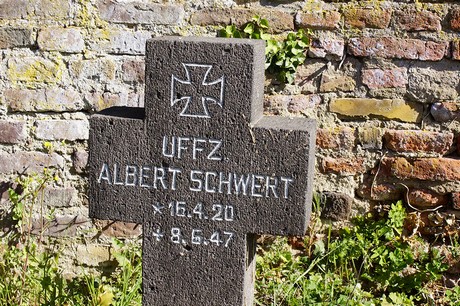 UFFZ.
ALBERT SCHWERT
* 16.4.20
+ 8.6.47